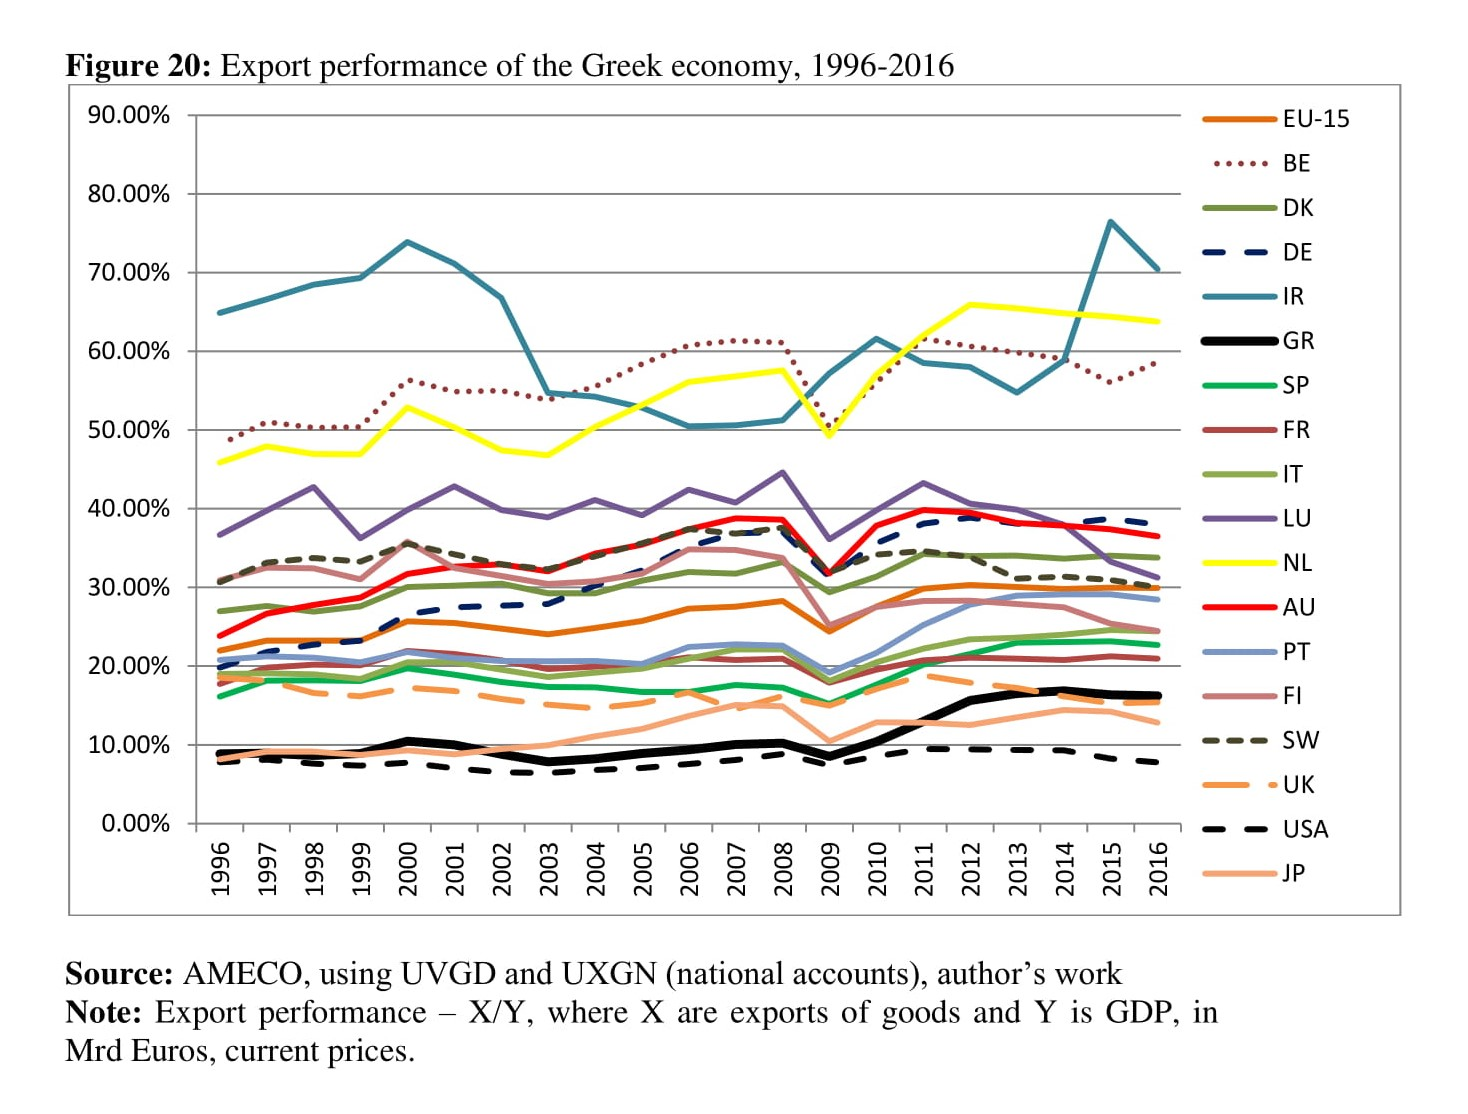 Figure 20: Export performance of the Greek economy, 1996-2016
90.00%
80.00%
70.00%
60.00%
50.00%
40.00%
30.00%
20.00%
10.00%
0.00%
1996
1997
1998
1999
2000
2001
2002
2003
2004
2005
2006
2007
2008
2009
2010
2011
2012
2013
2014
2015
2016
EU-15
BE
DK
DE
IR
GR
SP
FR
IT
LU
NL
AU
PT
FI
SW
UK
USA
JP
Source: AMECO, using UVGD and UXGN (national accounts), author’s work
Note: Export performance – X/Y, where X are exports of goods and Y is GDP, in
Mrd Euros, current prices.